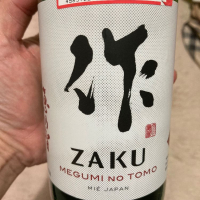 作
ZAKU
MEGUMI NO TOMO
MIE JAPAN